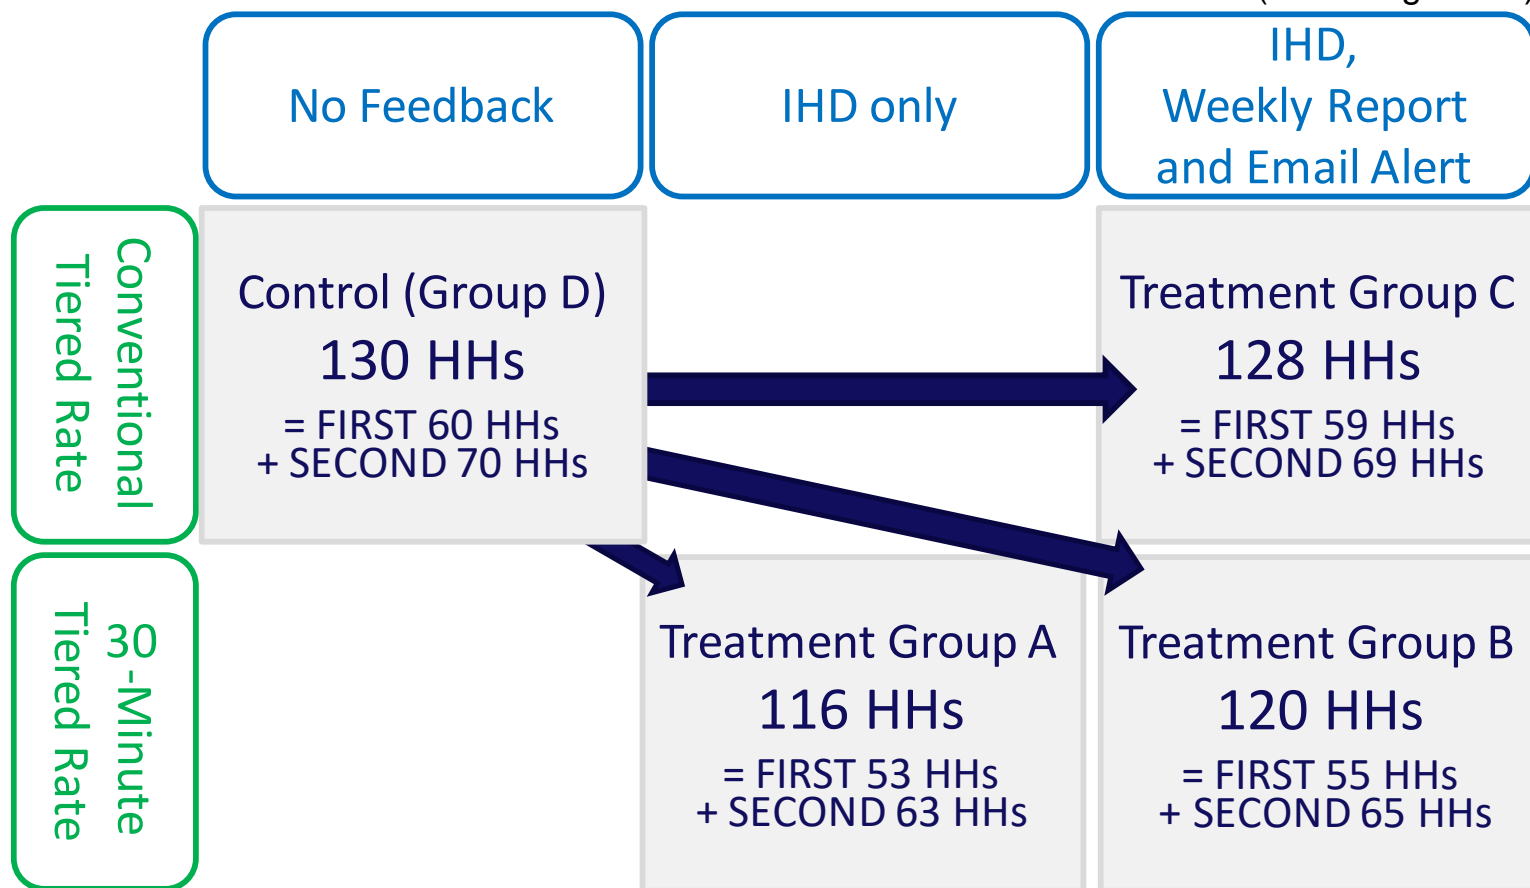 No Feedback
IHD only
IHD,
Weekly Report
and Email Alert
Conventional
Tiered Rate
Control (Group D)
130 HHs
= FIRST 60 HHs
+ SECOND 70 HHs
Treatment Group C
128 HHs
= FIRST 59 HHs
+ SECOND 69 HHs
30-Minute
Tiered Rate
Treatment Group A
116 HHs
= FIRST 53 HHs
+ SECOND 63 HHs
Treatment Group B
120 HHs
= FIRST 55 HHs
+ SECOND 65 HHs